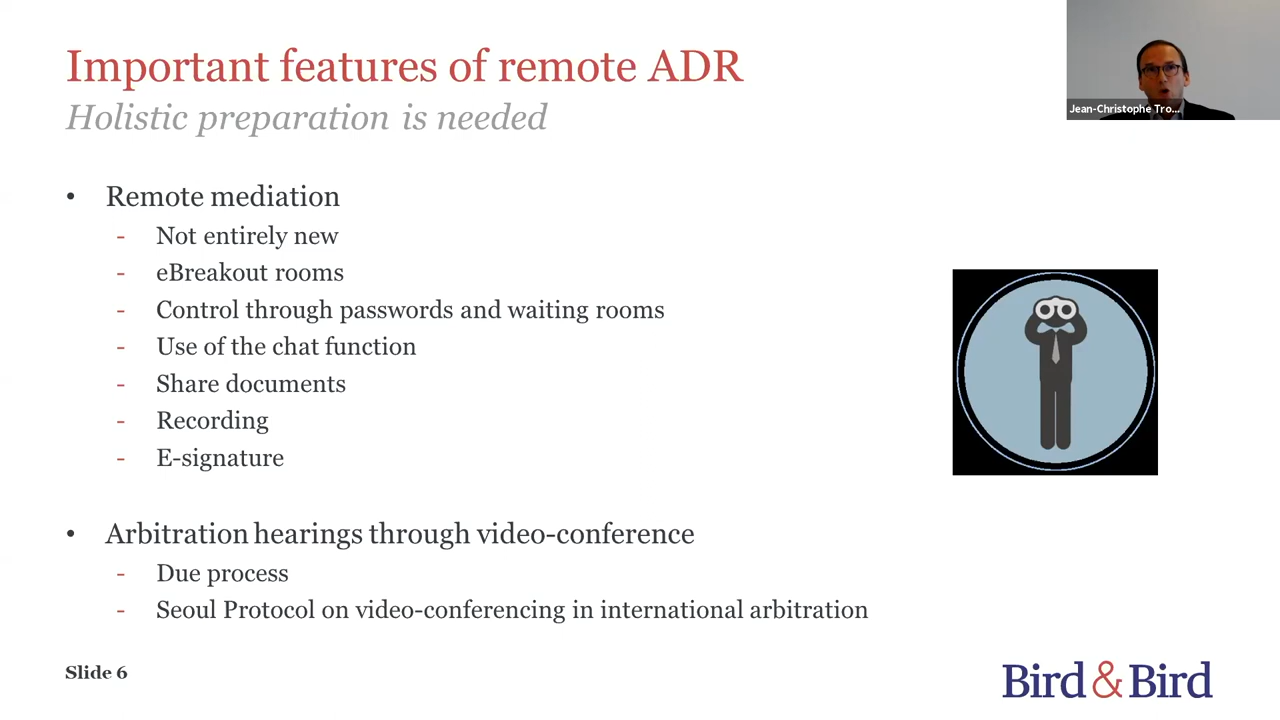 Important features of remote ADR
Holistic preparation is needed
Jean-Christophe Tro...
• Remote mediation
- Not entirely new
- eBreakout rooms
- Control through passwords and waiting rooms
- Use of the chat function
- Share documents
- Recording
- E-signature
• Arbitration hearings through video-conference
- Due process
- Seoul Protocol on video-conferencing in international arbitration
Slide 6
Bird & Bird